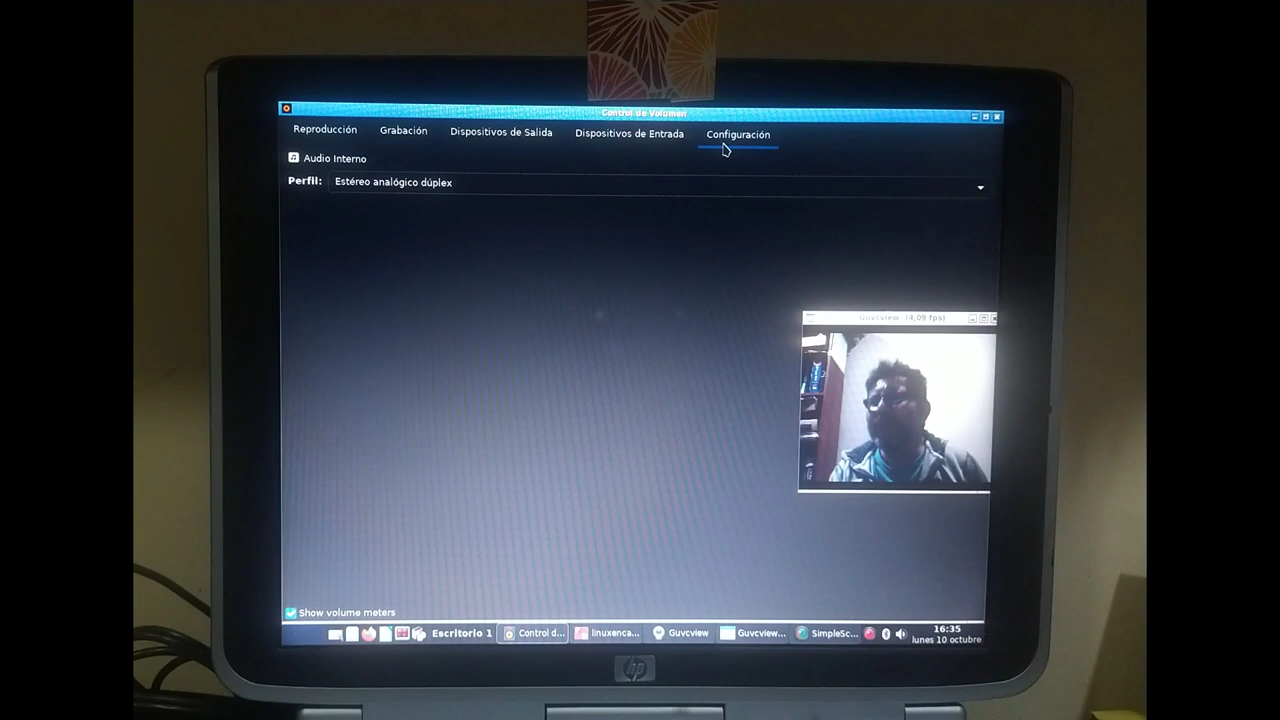 Control de Volumen
Reproducción Grabación Dispositivos de Salida Dispositivos de Entrada Configuración
Audio Interno
Perfil: Estéreo analógico dúplex
Guvcview (4,09 fps)
Show volume meters
Escritorio 1 Control d... linuxenca... Guvcview Guvcview... SimpleSc... 16:35
lunes 10 octubre
hp